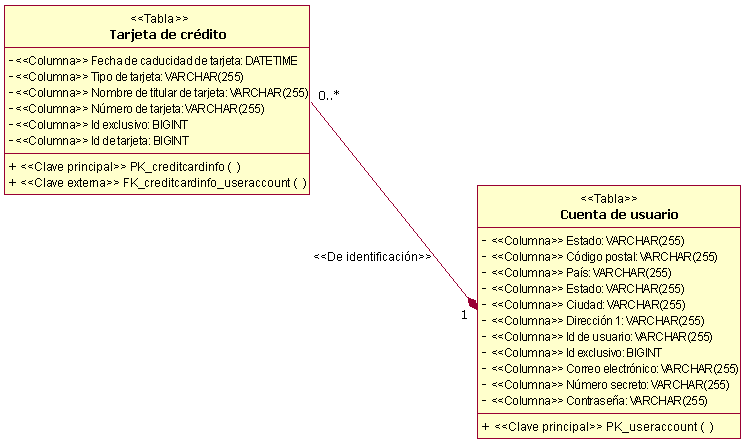 <<Tabla>>
Tarjeta de crédito
- <<Columna>> Fecha de caducidad de tarjeta: DATETIME
- <<Columna>> Tipo de tarjeta: VARCHAR(255)
- <<Columna>> Nombre de titular de tarjeta: VARCHAR(255)
- <<Columna>> Número de tarjeta: VARCHAR(255)
- <<Columna>> Id exclusivo: BIGINT
- <<Columna>> Id de tarjeta: BIGINT
+ <<Clave principal>> PK_creditcardinfo ( )
+ <<Clave externa>> FK_creditcardinfo_useraccount ( )
0..*
<<De identificación>>
1
<<Tabla>>
Cuenta de usuario
- <<Columna>> Estado: VARCHAR(255)
- <<Columna>> Código postal: VARCHAR(255)
- <<Columna>> País: VARCHAR(255)
- <<Columna>> Estado: VARCHAR(255)
- <<Columna>> Ciudad: VARCHAR(255)
- <<Columna>> Dirección 1: VARCHAR(255)
- <<Columna>> Id de usuario: VARCHAR(255)
- <<Columna>> Id exclusivo: BIGINT
- <<Columna>> Correo electrónico: VARCHAR(255)
- <<Columna>> Número secreto: VARCHAR(255)
- <<Columna>> Contraseña: VARCHAR(255)
+ <<Clave principal>> PK_useraccount ( )